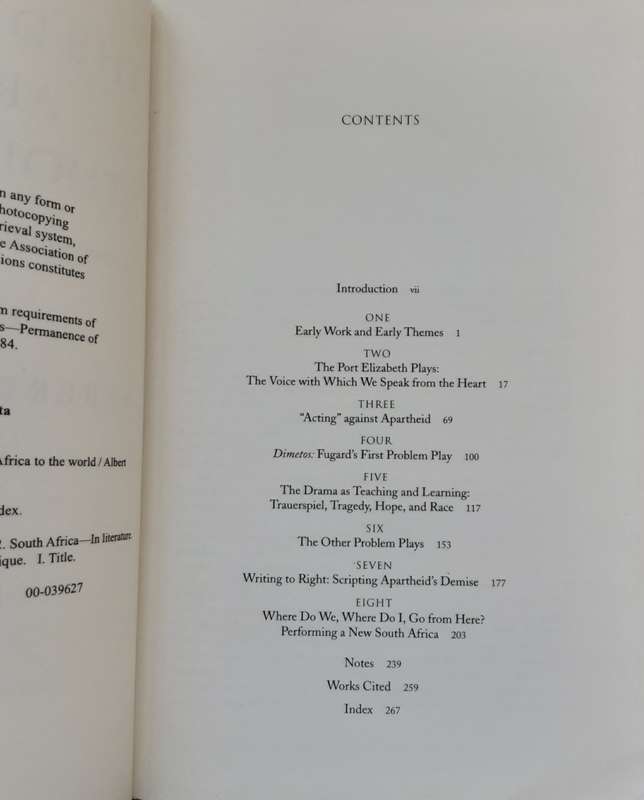 n any form or
hotocopying
rieval system,
e Association of
ions constitutes
m requirements of
s—Permanence of
84.
ta
Africa to the world / Albert
dex.
2. South Africa—In literature.
ique. I. Title.
00-039627
CONTENTS
Introduction vii
ONE
Early Work and Early Themes 1
TWO
The Port Elizabeth Plays:
The Voice with Which We Speak from the Heart 17
THREE
“Acting” against Apartheid 69
FOUR
Dimetos: Fugard’s First Problem Play 100
FIVE
The Drama as Teaching and Learning:
Trauerspiel, Tragedy, Hope, and Race 117
SIX
The Other Problem Plays 153
SEVEN
Writing to Right: Scripting Apartheid’s Demise 177
EIGHT
Where Do We, Where Do I, Go from Here?
Performing a New South Africa 203
Notes 239
Works Cited 259
Index 267